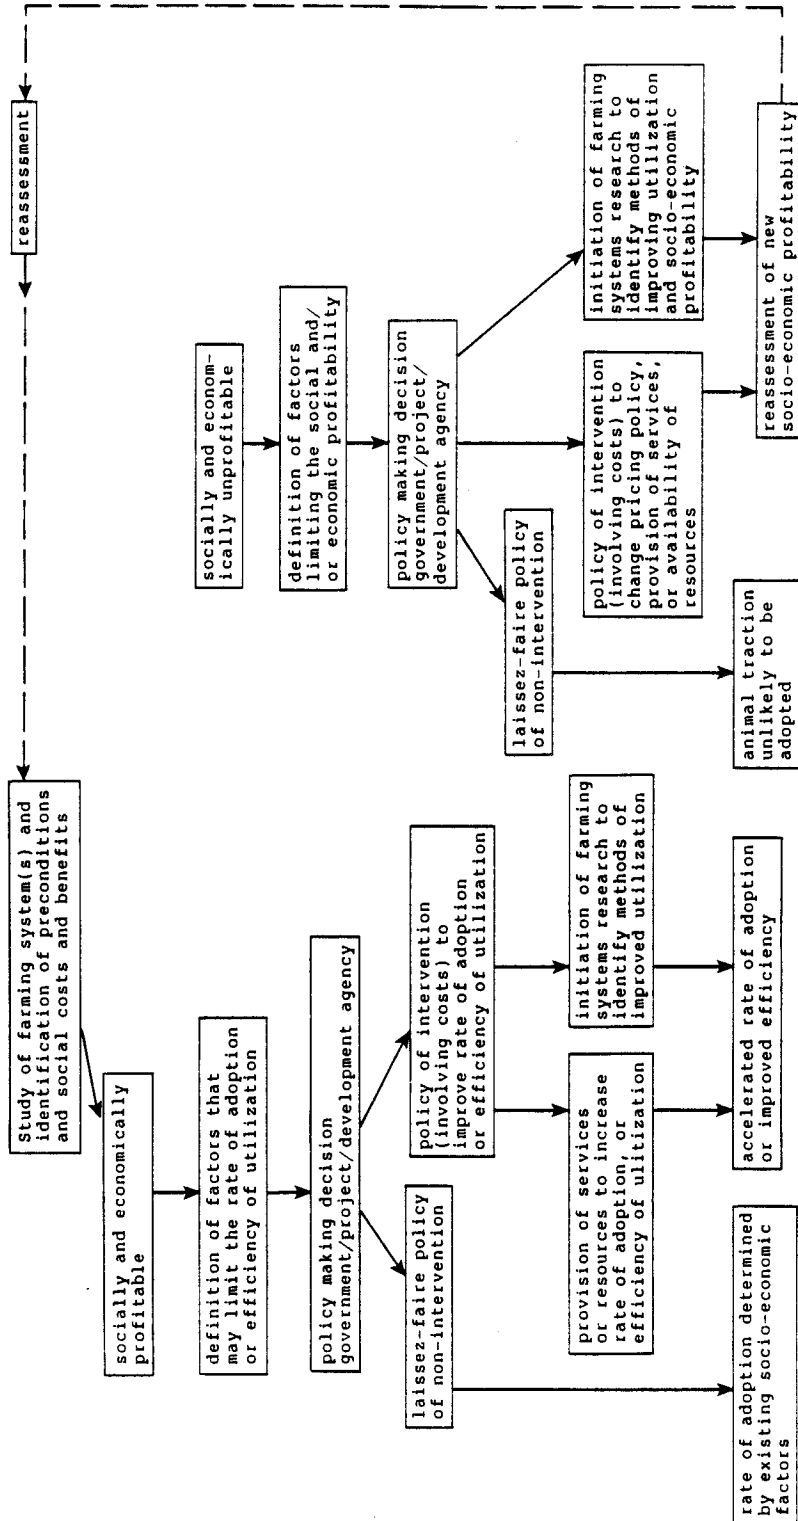 Study of farming system(s) and
identification of preconditions
and social costs and benefits
reassessment
socially and economically
profitable
socially and econom-
ically unprofitable
definition of factors that
may limit the rate of adoption
or efficiency of utilization
definition of factors
limiting the social and/
or economic profitability
policy making decision
government/project/development agency
policy making decision
government/project/
development agency
laissez-faire policy
of non-intervention
policy of intervention
(involving costs) to
improve rate of adoption
or efficiency of utilization
laissez-faire policy
of non-intervention
provision of services
or resources to increase
rate of adoption, or
efficiency of ulitization
initiation of farming
systems research to
identify methods of
improved utilization
policy of intervention
(involving costs) to
change pricing policy,
provision of services,
or availability of
resources
initiation of farming
systems research to
identify methods of
improving utilization
and socio-economic
profitability
rate of adoption determined
by existing socio-economic
factors
accelerated rate of adoption
or improved efficiency
animal traction
unlikely to be
adopted
reassessment of new
socio-economic profitability